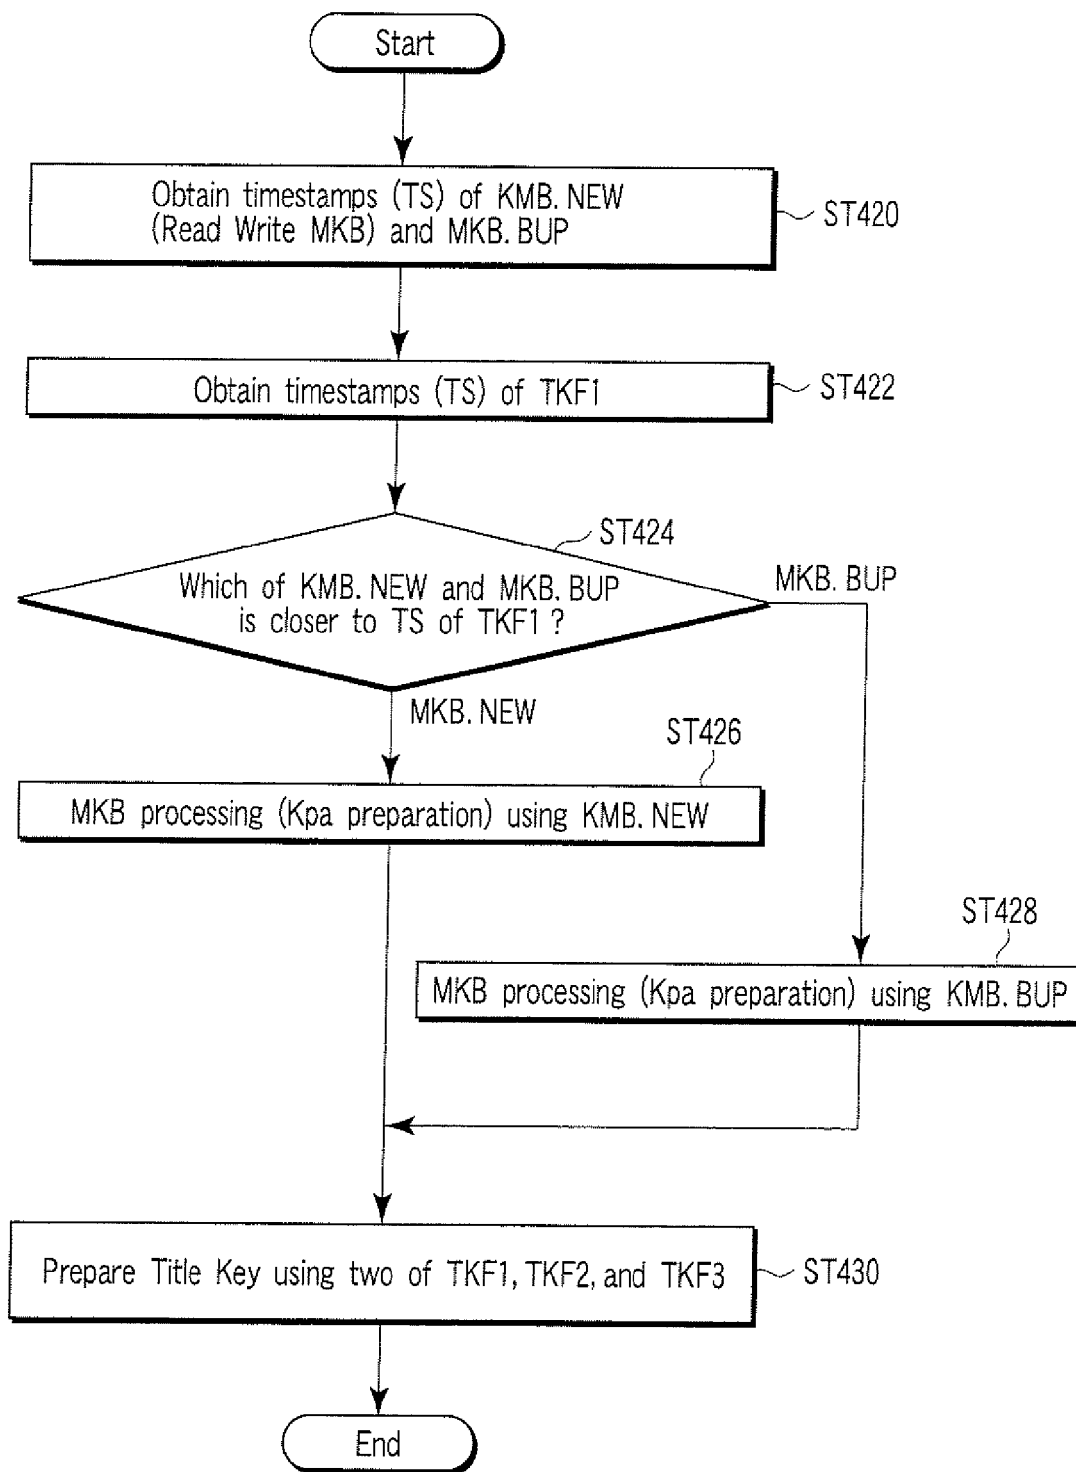 Start
Obtain timestamps (TS) of KMB.NEW
(Read Write MKB) and MKB.BUP
ST420
Obtain timestamps (TS) of TKF1
ST422
ST424
Which of KMB.NEW and MKB.BUP
is closer to TS of TKF1 ?
MKB.BUP
MKB.NEW
ST426
MKB processing (Kpa preparation) using KMB.NEW
ST428
MKB processing (Kpa preparation) using KMB.BUP
Prepare Title Key using two of TKF1, TKF2, and TKF3
ST430
End